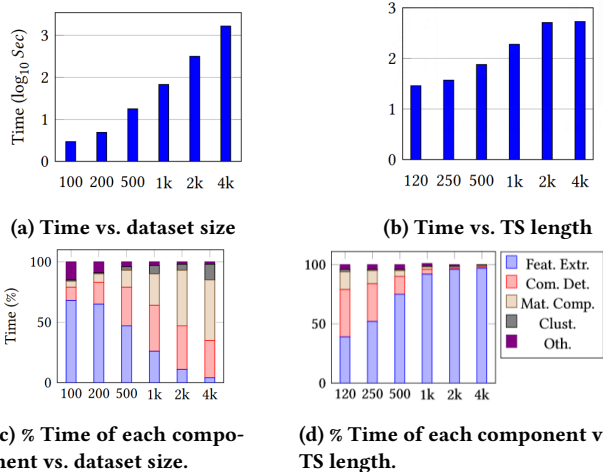 Time (log10 Sec)
3
2
1
0
100 200 500 1k 2k 4k
(a) Time vs. dataset size
3
2
1
0
120 250 500 1k 2k 4k
(b) Time vs. TS length
Time (%)
100
50
0
100 200 500 1k 2k 4k
c) % Time of each compo-
nent vs. dataset size.
100
50
0
120 250 500 1k 2k 4k
Feat. Extr.
Com. Det.
Mat. Comp.
Clust.
Oth.
(d) % Time of each component v
TS length.